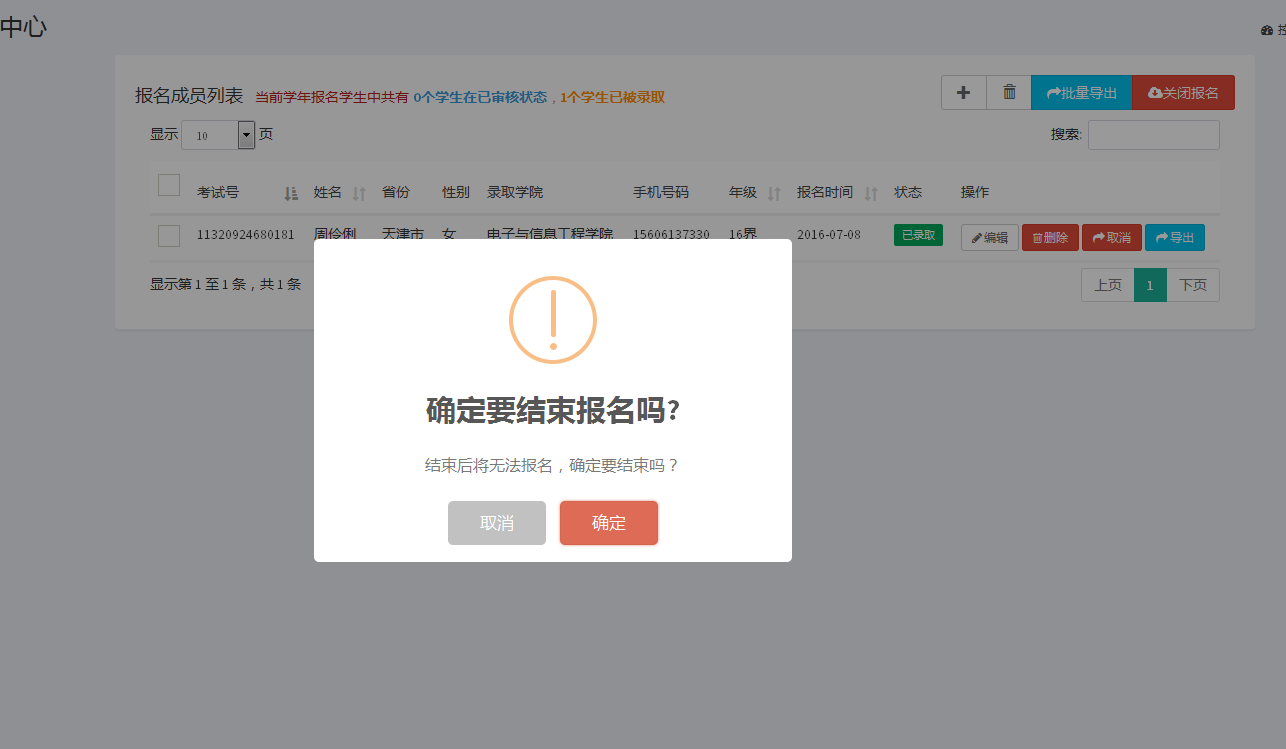 中心
控
报名成员列表 当前学年报名学生中共有 0个学生在已审核状态，1个学生已被录取
批量导出 关闭报名
显示 10 页 搜索:
考试号 姓名 省份 性别 录取学院 手机号码 年级 报名时间 状态 操作
11320924680181 周伶俐 天津市 女 电子与信息工程学院 15606137330 16界 2016-07-08 已录取 编辑 删除 取消 导出
显示第 1 至 1 条，共 1 条 上页 1 下页
确定要结束报名吗?
结束后将无法报名，确定要结束吗？
取消 确定